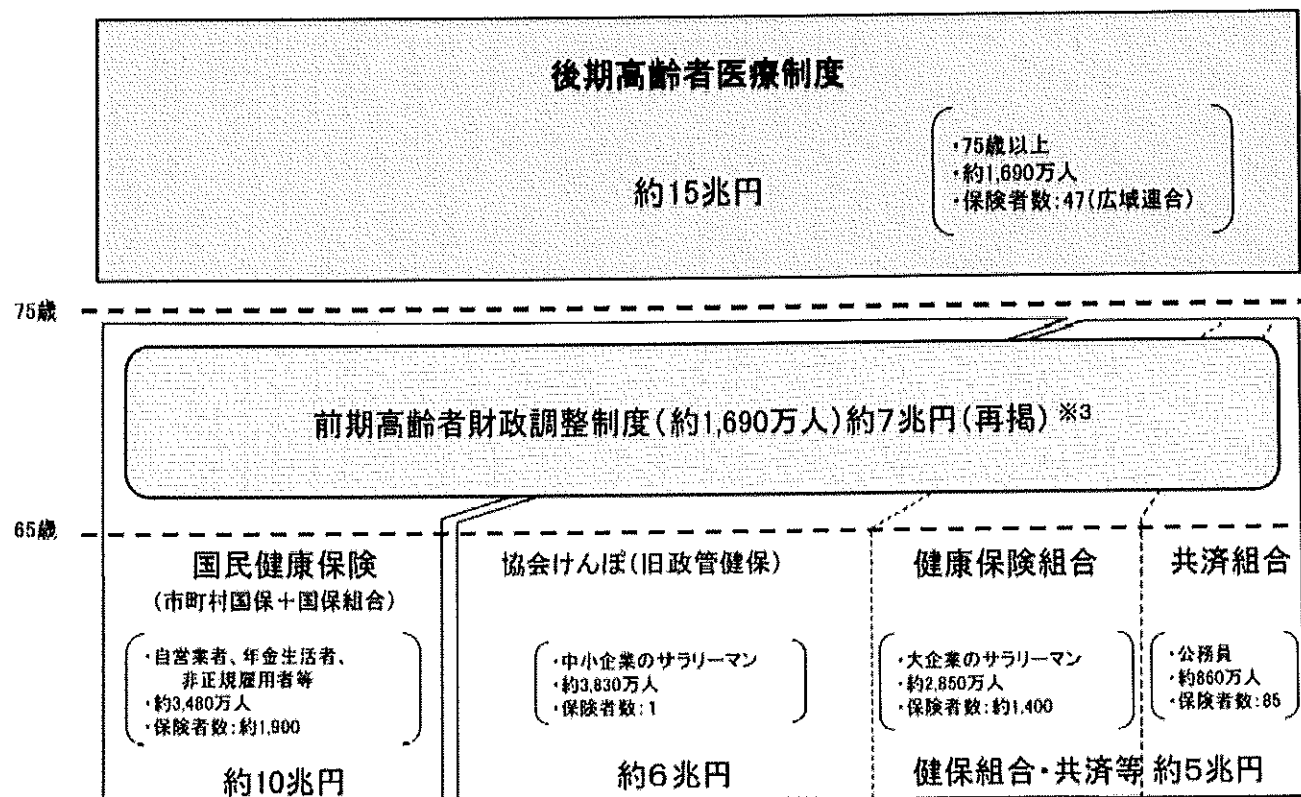 後期高齢者医療制度
約15兆円
・75歳以上
・約1,690万人
・保険者数:47(広域連合)
75歳
前期高齢者財政調整制度(約1,690万人)約7兆円(再掲)※3
65歳
国民健康保険
(市町村国保+国保組合)
・自営業者、年金生活者、
非正規雇用者等
・約3,480万人
・保険者数:約1,900
約10兆円
協会けんぽ(旧政管健保)
・中小企業のサラリーマン
・約3,830万人
・保険者数:1
約6兆円
健康保険組合
・大企業のサラリーマン
・約2,850万人
・保険者数:約1,400
共済組合
・公務員
・約860万人
・保険者数:85
健保組合・共済等 約5兆円